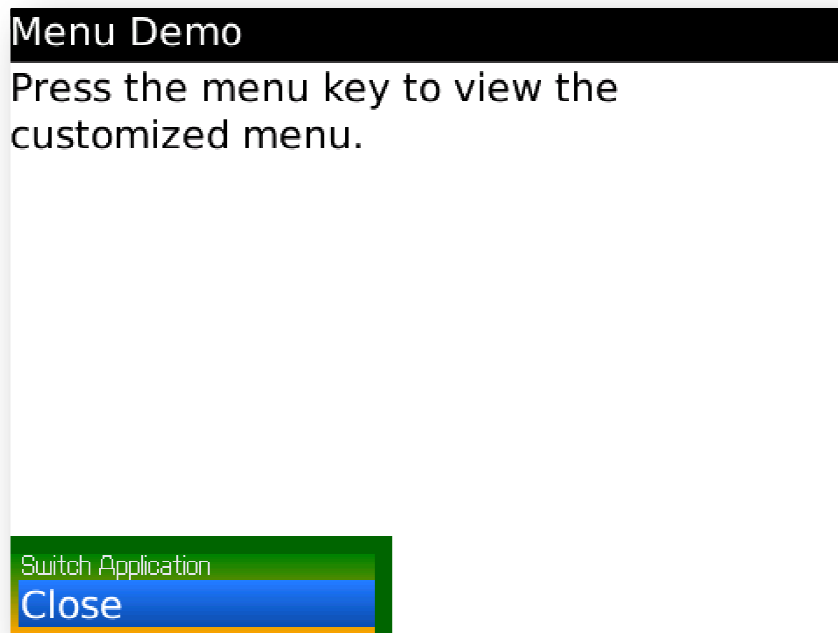 Menu Demo
Press the menu key to view the
customized menu.
Switch Application
Close